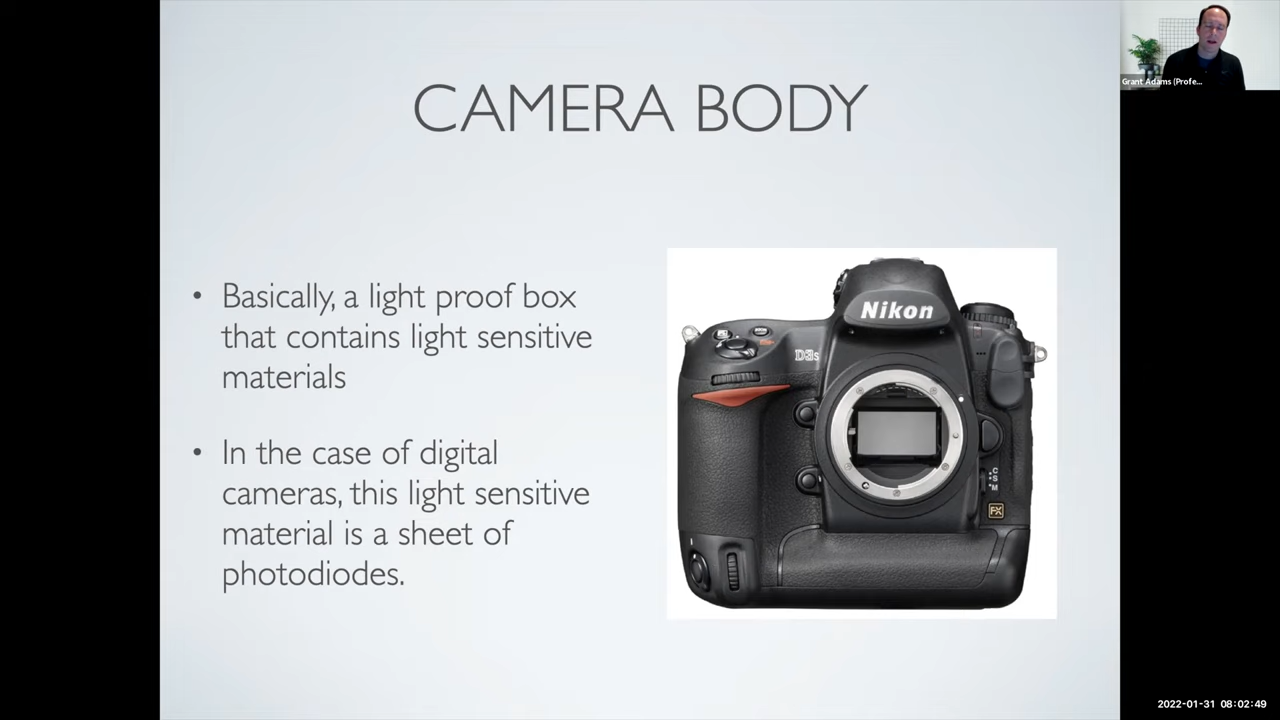 CAMERA BODY
• Basically, a light proof box
that contains light sensitive
materials
• In the case of digital
cameras, this light sensitive
material is a sheet of
photodiodes.
Nikon
D3s
C
S
M
FX
Grant Adams (Profe...
2022-01-31 08:02:49